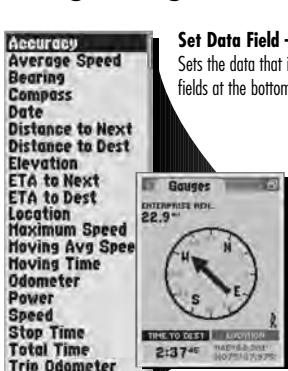 Accuracy
Average Speed
Bearing
Compass
Date
Distance to Next
Distance to Dest
Elevation
ETA to Next
ETA to Dest
Location
Maximum Speed
Moving Avg Spee
Moving Time
Odometer
Power
Speed
Stop Time
Total Time
Trip Odometer
Set Data Field -
Sets the data that i
fields at the bottom
Gauges
ENTERPRISE
22.9
N
W
E
S
TIME TO DEST
LOCATION
2:37